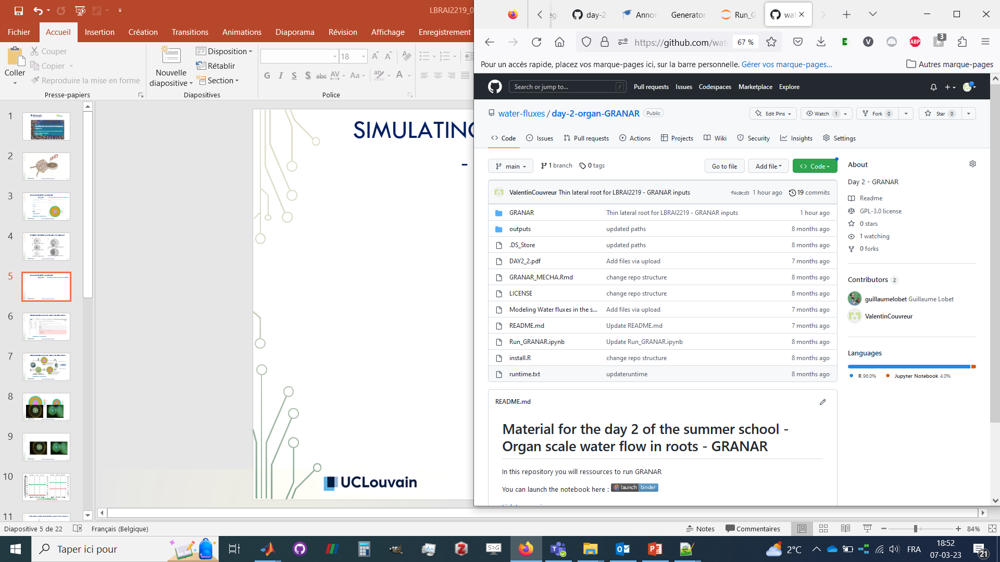 LBRAI2219_0
Fichier Accueil Insertion Création Transitions Animations Diaporama Révision Affichage Enregistrement
Coller
Couper
Copier
Reproduire la mise en forme
Presse-papiers
Nouvelle
diapositive
Disposition
Rétablir
Section
Diapositives
18
G I S S abc AV Aa
Police
1
2
3
4
5
6
7
8
9
10
11
SIMULATING
-
UCLouvain
Diapositive 5 de 22 Français (Belgique)
Notes Commentaires 84%
day-2- Annon Generator Run_G wat
https://github.com/wat 67 %
3
Pour un accès rapide, placez vos marque-pages ici, sur la barre personnelle. Gérer vos marque-pages...
Autres marque-pages
Search or jump to... / Pull requests Issues Codespaces Marketplace Explore
water-fluxes / day-2-organ-GRANAR Public
Edit Pins Watch 1 Fork 0 Star 0
Code Issues Pull requests Actions Projects Wiki Security Insights Settings
main 1 branch 0 tags Go to file Add file Code
ValentinCouvreur Thin lateral root for LBRAI2219 - GRANAR inputs f4c0cd3 1 hour ago 19 commits
GRANAR Thin lateral root for LBRAI2219 - GRANAR inputs 1 hour ago
outputs updated paths 8 months ago
.DS_Store updated paths 8 months ago
DAY2_2.pdf Add files via upload 7 months ago
GRANAR_MECHA.Rmd change repo structure 8 months ago
LICENSE change repo structure 8 months ago
Modeling Water fluxes in the s... Add files via upload 7 months ago
README.md Update README.md 7 months ago
Run_GRANAR.ipynb Update Run_GRANAR.ipynb 8 months ago
install.R change repo structure 8 months ago
runtime.txt updateruntime 8 months ago
README.md
Material for the day 2 of the summer school -
Organ scale water flow in roots - GRANAR
In this repository you will ressources to run GRANAR
You can launch the notebook here : launch binder
About
Day 2 - GRANAR
Readme
GPL-3.0 license
0 stars
1 watching
0 forks
Contributors 2
guillaumelobet Guillaume Lobet
ValentinCouvreur
Languages
R 96.0% Jupyter Notebook 4.0%
Taper ici pour
S>G
2°C
FRA
18:52
07-03-23
21